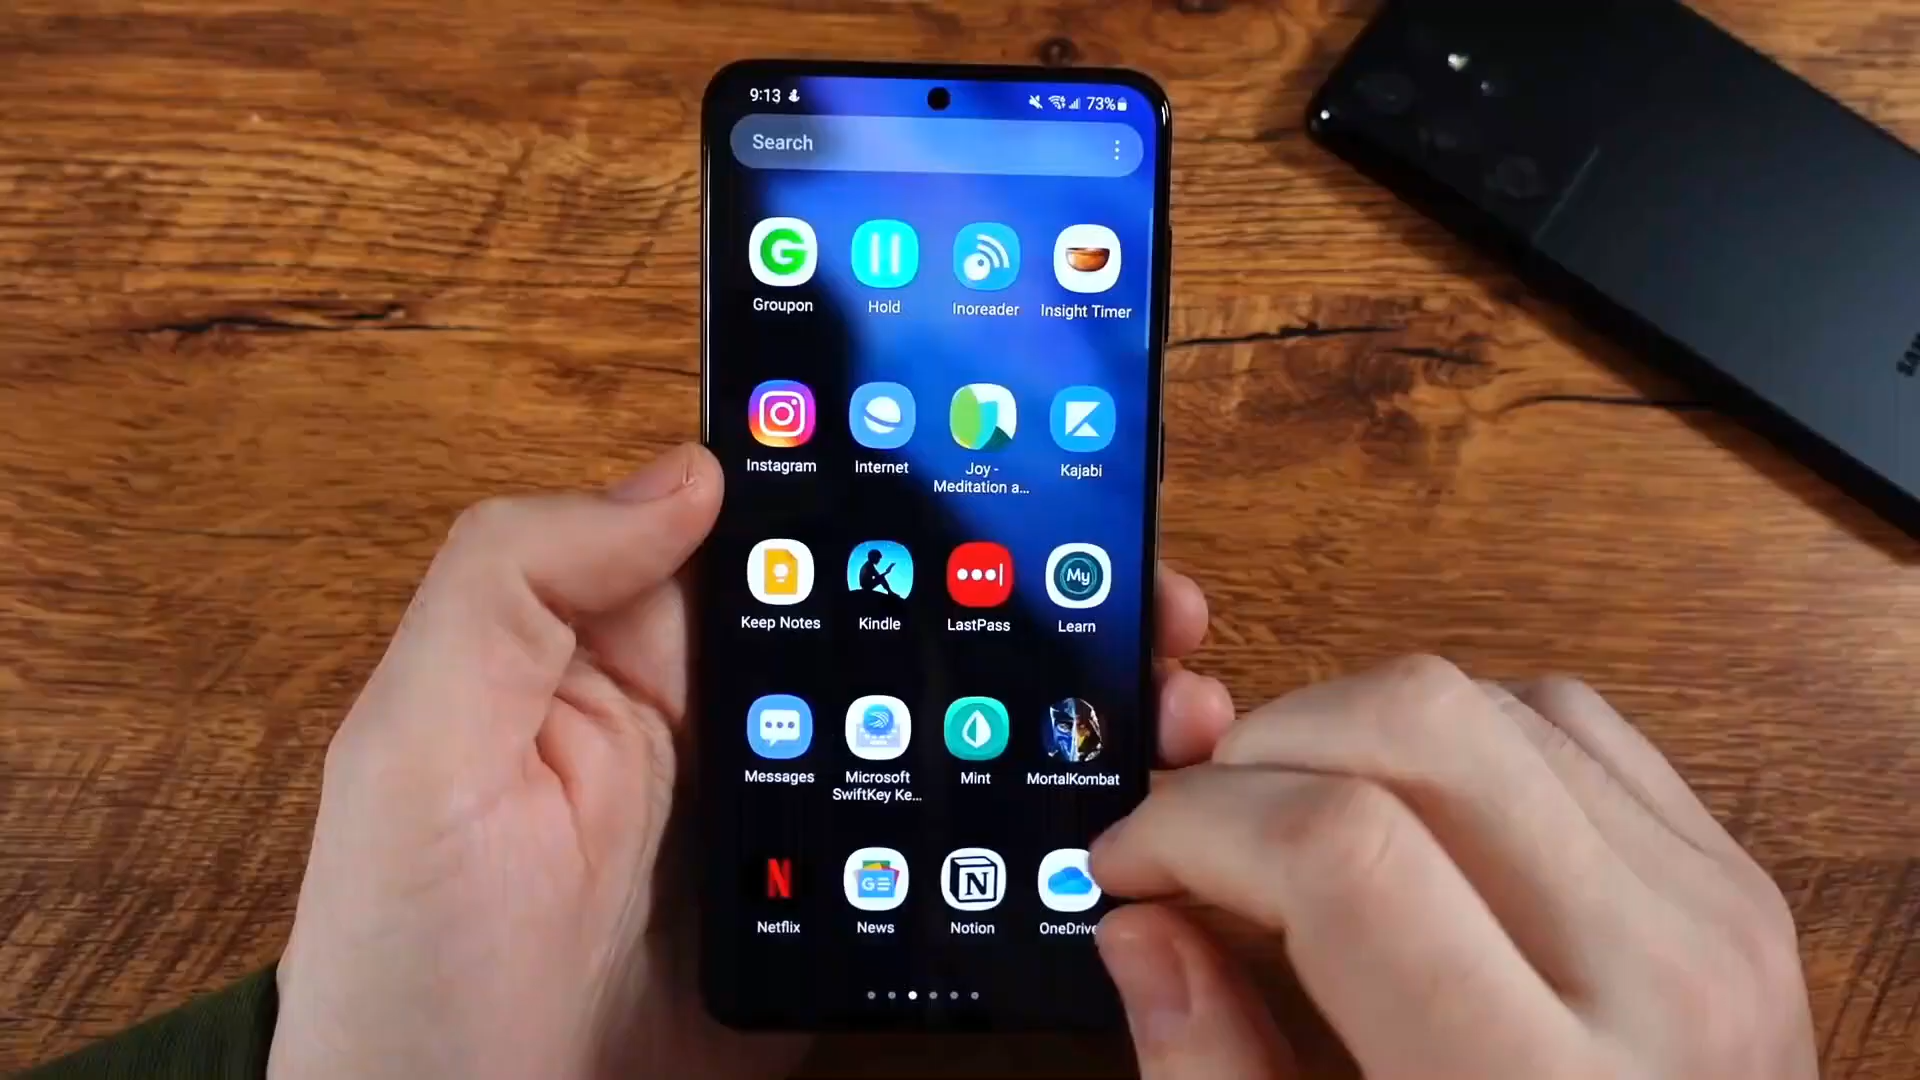 9:13
73%
Search
Groupon
Hold
Inoreader
Insight Timer
Instagram
Internet
Joy -
Meditation a...
Kajabi
Keep Notes
Kindle
LastPass
My
Learn
Messages
Microsoft
SwiftKey Ke...
Mint
MortalKombat
Netflix
News
Notion
OneDrive